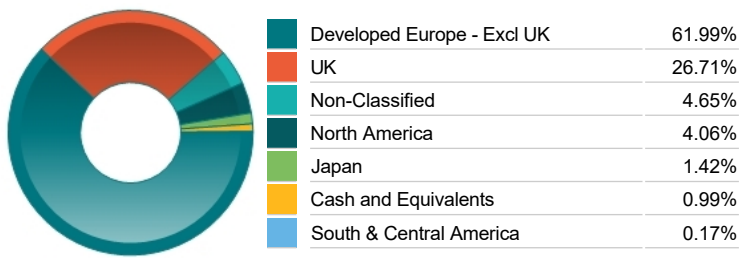 Developed Europe - Excl UK 61.99%
UK 26.71%
Non-Classified 4.65%
North America 4.06%
Japan 1.42%
Cash and Equivalents 0.99%
South & Central America 0.17%